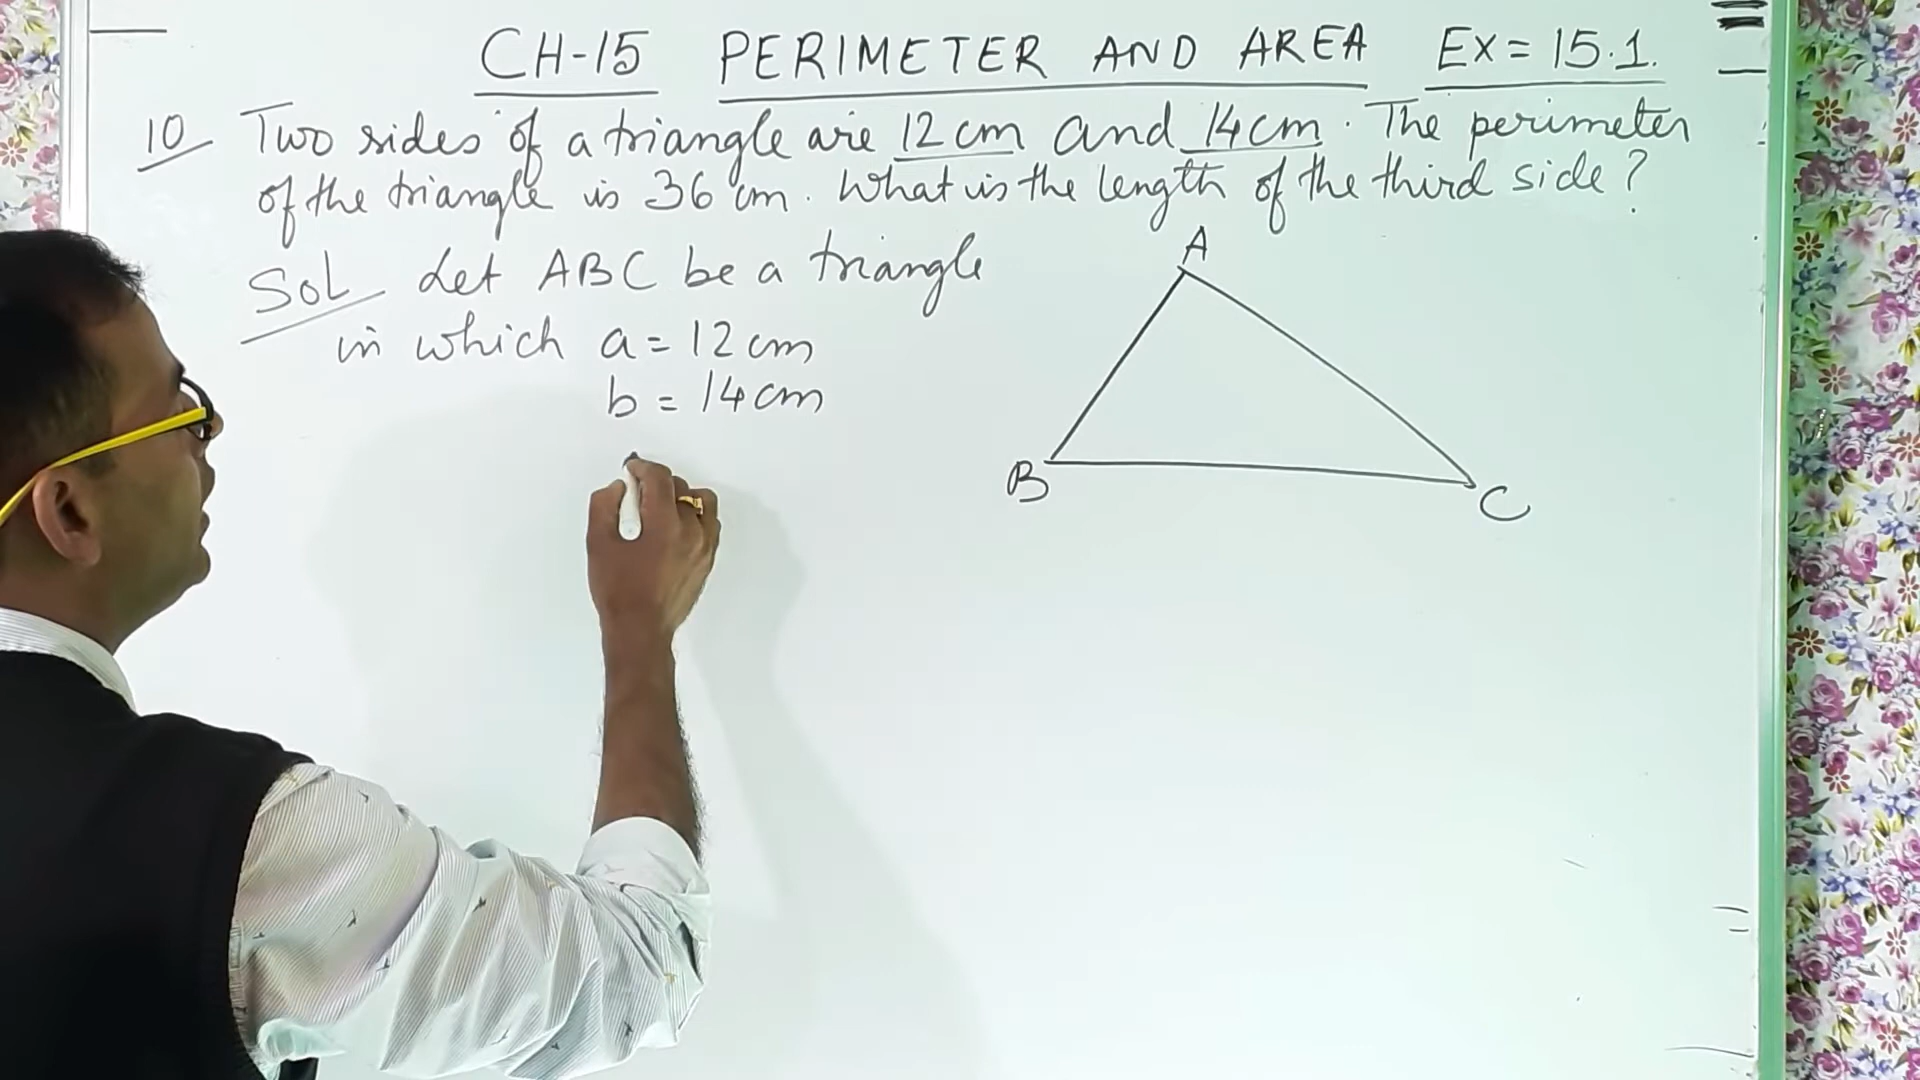 CH-15 PERIMETER AND AREA EX = 15.1.
10 Two sides of a triangle are 12 cm and 14 cm. The perimeter
of the triangle is 36 cm. What is the length of the third side?
Sol Let ABC be a triangle
in which a = 12 cm
b = 14 cm
A
B
C